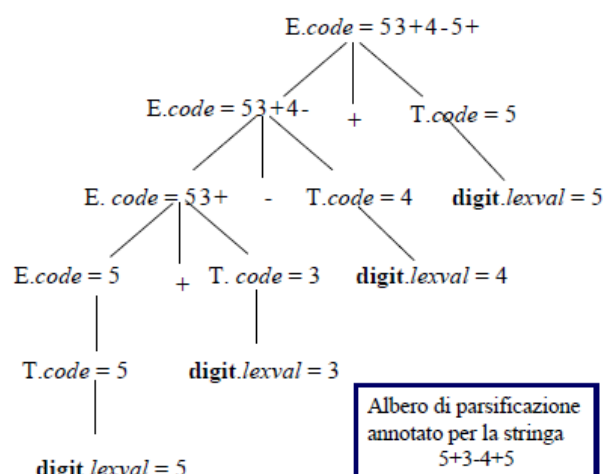 E.code = 53+4-5+
E.code = 53+4- + T.code = 5
E. code = 53+ - T.code = 4 digit.lexval = 5
E.code = 5 + T. code = 3 digit.lexval = 4
T.code = 5 digit.lexval = 3
Albero di parsificazione
annotato per la stringa
5+3-4+5
digit.lexval = 5